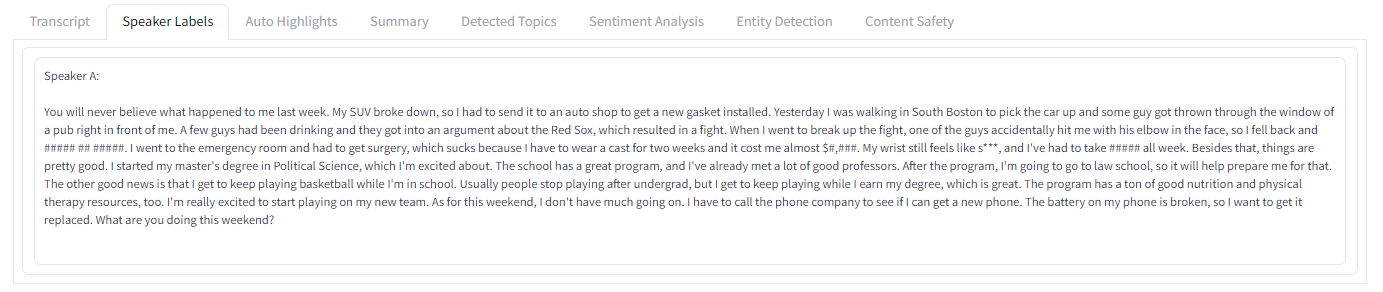 Transcript Speaker Labels Auto Highlights Summary Detected Topics Sentiment Analysis Entity Detection Content Safety
Speaker A:
You will never believe what happened to me last week. My SUV broke down, so I had to send it to an auto shop to get a new gasket installed. Yesterday I was walking in South Boston to pick the car up and some guy got thrown through the window of
a pub right in front of me. A few guys had been drinking and they got into an argument about the Red Sox, which resulted in a fight. When I went to break up the fight, one of the guys accidentally hit me with his elbow in the face, so I fell back and
##### ## #####. I went to the emergency room and had to get surgery, which sucks because I have to wear a cast for two weeks and it cost me almost $#,###. My wrist still feels like s***, and I've had to take ##### all week. Besides that, things are
pretty good. I started my master's degree in Political Science, which I'm excited about. The school has a great program, and I've already met a lot of good professors. After the program, I'm going to go to law school, so it will help prepare me for that.
The other good news is that I get to keep playing basketball while I'm in school. Usually people stop playing after undergrad, but I get to keep playing while I earn my degree, which is great. The program has a ton of good nutrition and physical
therapy resources, too. I'm really excited to start playing on my new team. As for this weekend, I don't have much going on. I have to call the phone company to see if I can get a new phone. The battery on my phone is broken, so I want to get it
replaced. What are you doing this weekend?